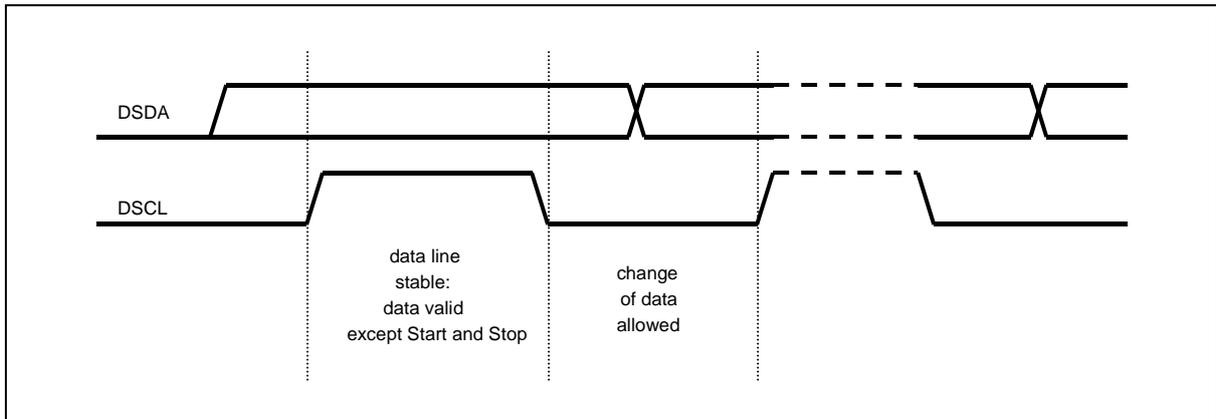 DSDA
DSCL
data line
stable:
data valid
except Start and Stop
change
of data
allowed